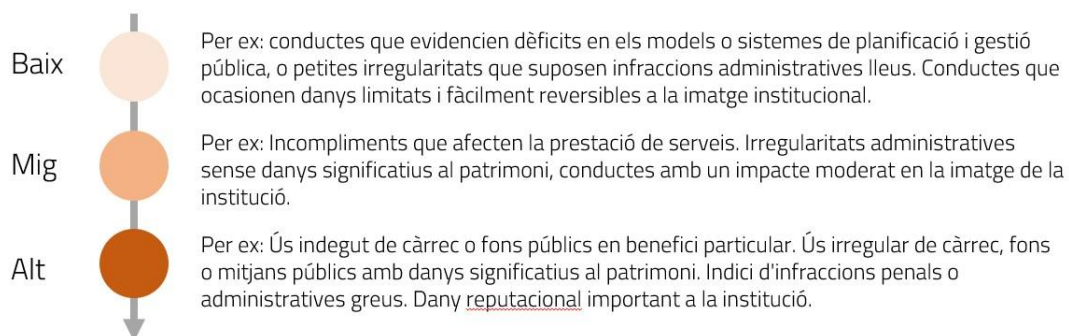 Baix
Per ex: conductes que evidencien dèficits en els models o sistemes de planificació i gestió
pública, o petites irregularitats que suposen infraccions administratives lleus. Conductes que
ocasionen danys limitats i fàcilment reversibles a la imatge institucional.
Mig
Per ex: Incompliments que afecten la prestació de serveis. Irregularitats administratives
sense danys significatius al patrimoni, conductes amb un impacte moderat en la imatge de la
institució.
Alt
Per ex: Ús indegut de càrrec o fons públics en benefici particular. Ús irregular de càrrec, fons
o mitjans públics amb danys significatius al patrimoni. Indici d'infraccions penals o
administratives greus. Dany reputacional important a la institució.